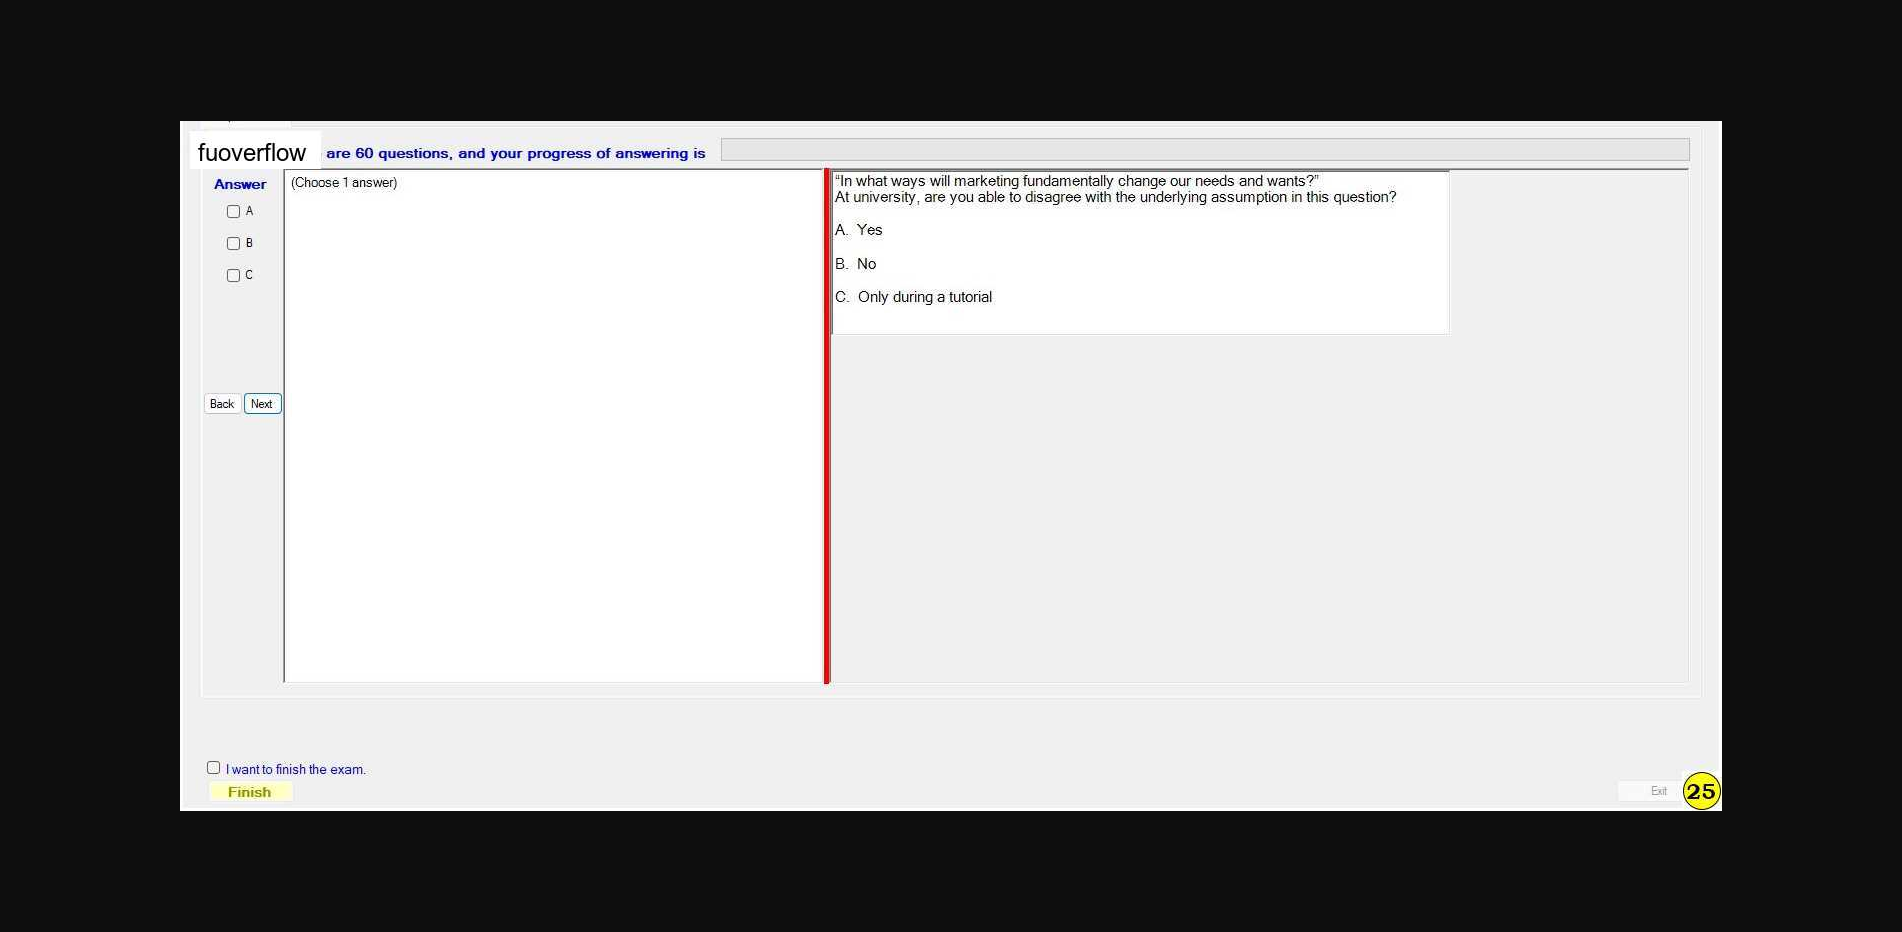 fuoverflow are 60 questions, and your progress of answering is
Answer
A
B
C
Back Next
(Choose 1 answer)
“In what ways will marketing fundamentally change our needs and wants?”
At university, are you able to disagree with the underlying assumption in this question?
A. Yes
B. No
C. Only during a tutorial
I want to finish the exam.
Finish
Exit
25